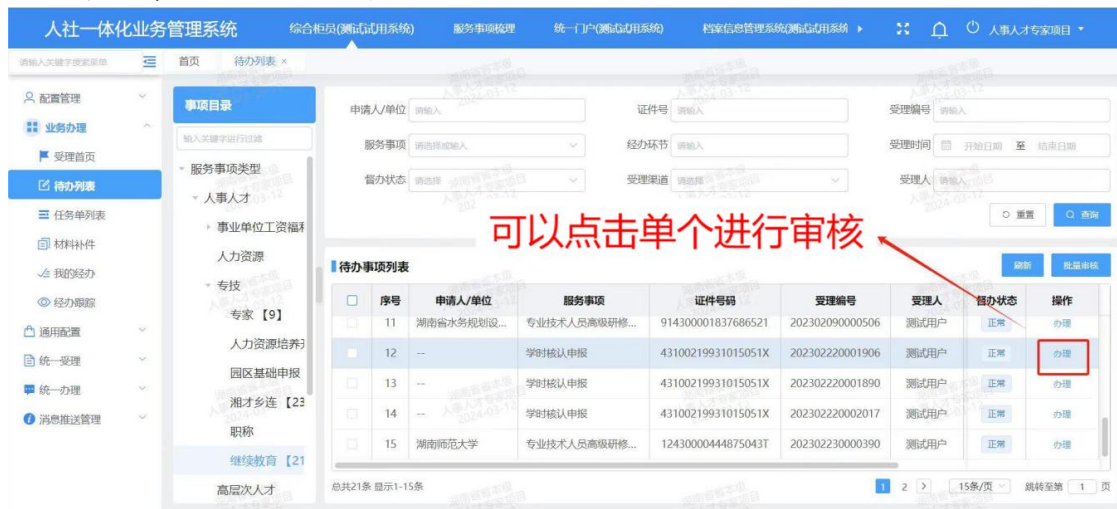 人社一体化业务管理系统 综合柜员(测试试用系统) 服务事项梳理 统一门户(测试试用系统) 档案信息管理系统(测试试用系统 人事人才专家项目
请输入关键字搜索菜单 首页 待办列表 ×
配置管理
业务办理
受理首页
待办列表
任务单列表
材料补件
我的经办
经办跟踪
通用配置
统一受理
统一办理
消息推送管理
事项目录
输入关键字进行过滤
服务事项类型
人事人才
事业单位工资福利
人力资源
专技
专家 【9】
人力资源培养
园区基础申报
湘才乡连 【23
职称
继续教育 【21
高层次人才
申请人/单位 请输入 证件号 请输入 受理编号 请输入
服务事项 请选择或输入 经办环节 请输入 受理时间 开始日期 至 结束日期
督办状态 请选择 受理渠道 请选择 受理人 请输入
重置 查询
可以点击单个进行审核
待办事项列表 刷新 批量审核
序号 申请人/单位 服务事项 证件号码 受理编号 受理人 督办状态 操作
11 湖南省水务规划设... 专业技术人员高级研修... 914300001837686521 202302090000506 测试用户 正常 办理
12 -- 学时核认申报 43100219931015051X 202302220001906 测试用户 正常 办理
13 -- 学时核认申报 43100219931015051X 202302220001890 测试用户 正常 办理
14 -- 学时核认申报 43100219931015051X 202302220002017 测试用户 正常 办理
15 湖南师范大学 专业技术人员高级研修... 12430000444875043T 202302230000390 测试用户 正常 办理
总共21条 显示1-15条 1 2 > 15条/页 跳转至第 1 页